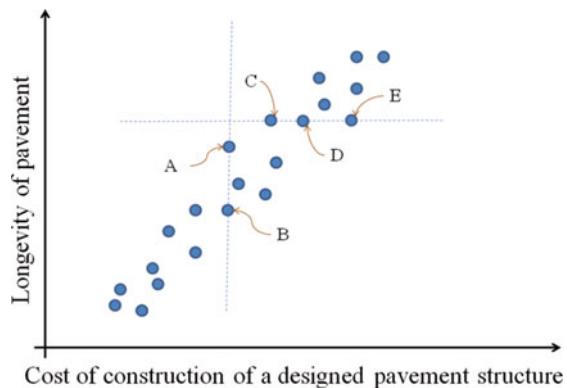 Longevity of pavement
C
E
A
D
B
Cost of construction of a designed pavement structure